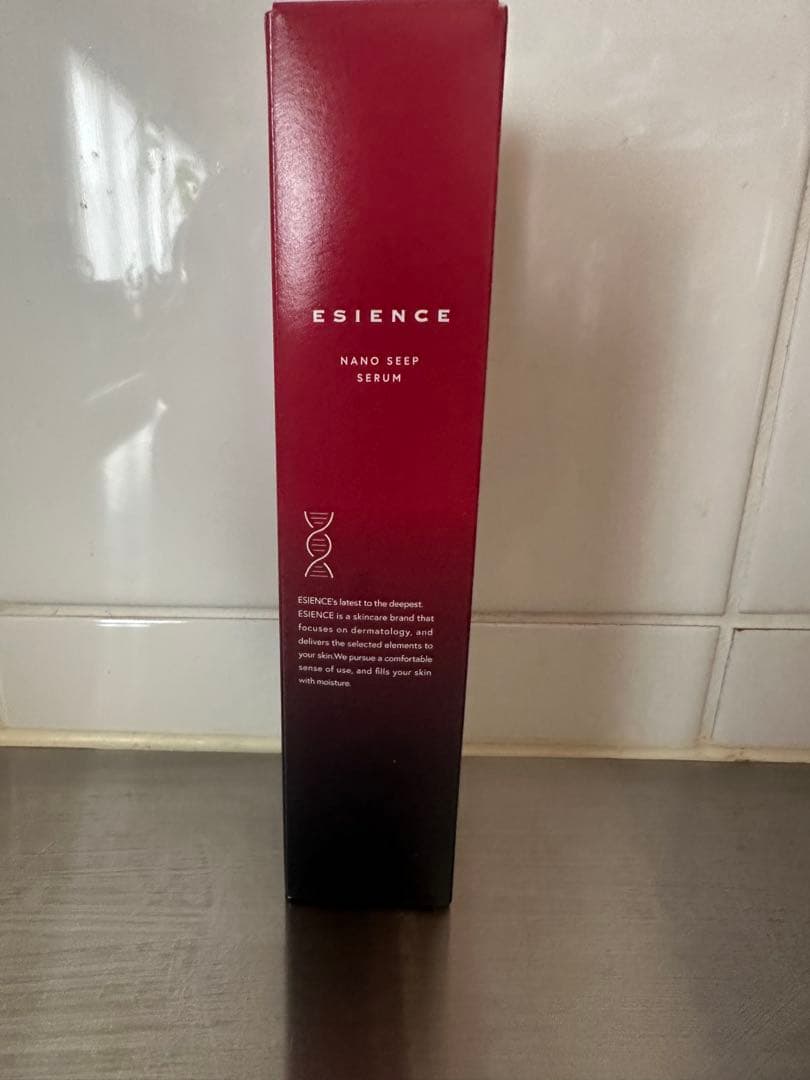 ESIENCE
NANO SEEP
SERUM
ESIENCE's latest to the deepest.
ESIENCE is a skincare brand that
focuses on dermatology, and
delivers the selected elements to
your skin.We pursue a comfortable
sense of use, and fills your skin
with moisture.